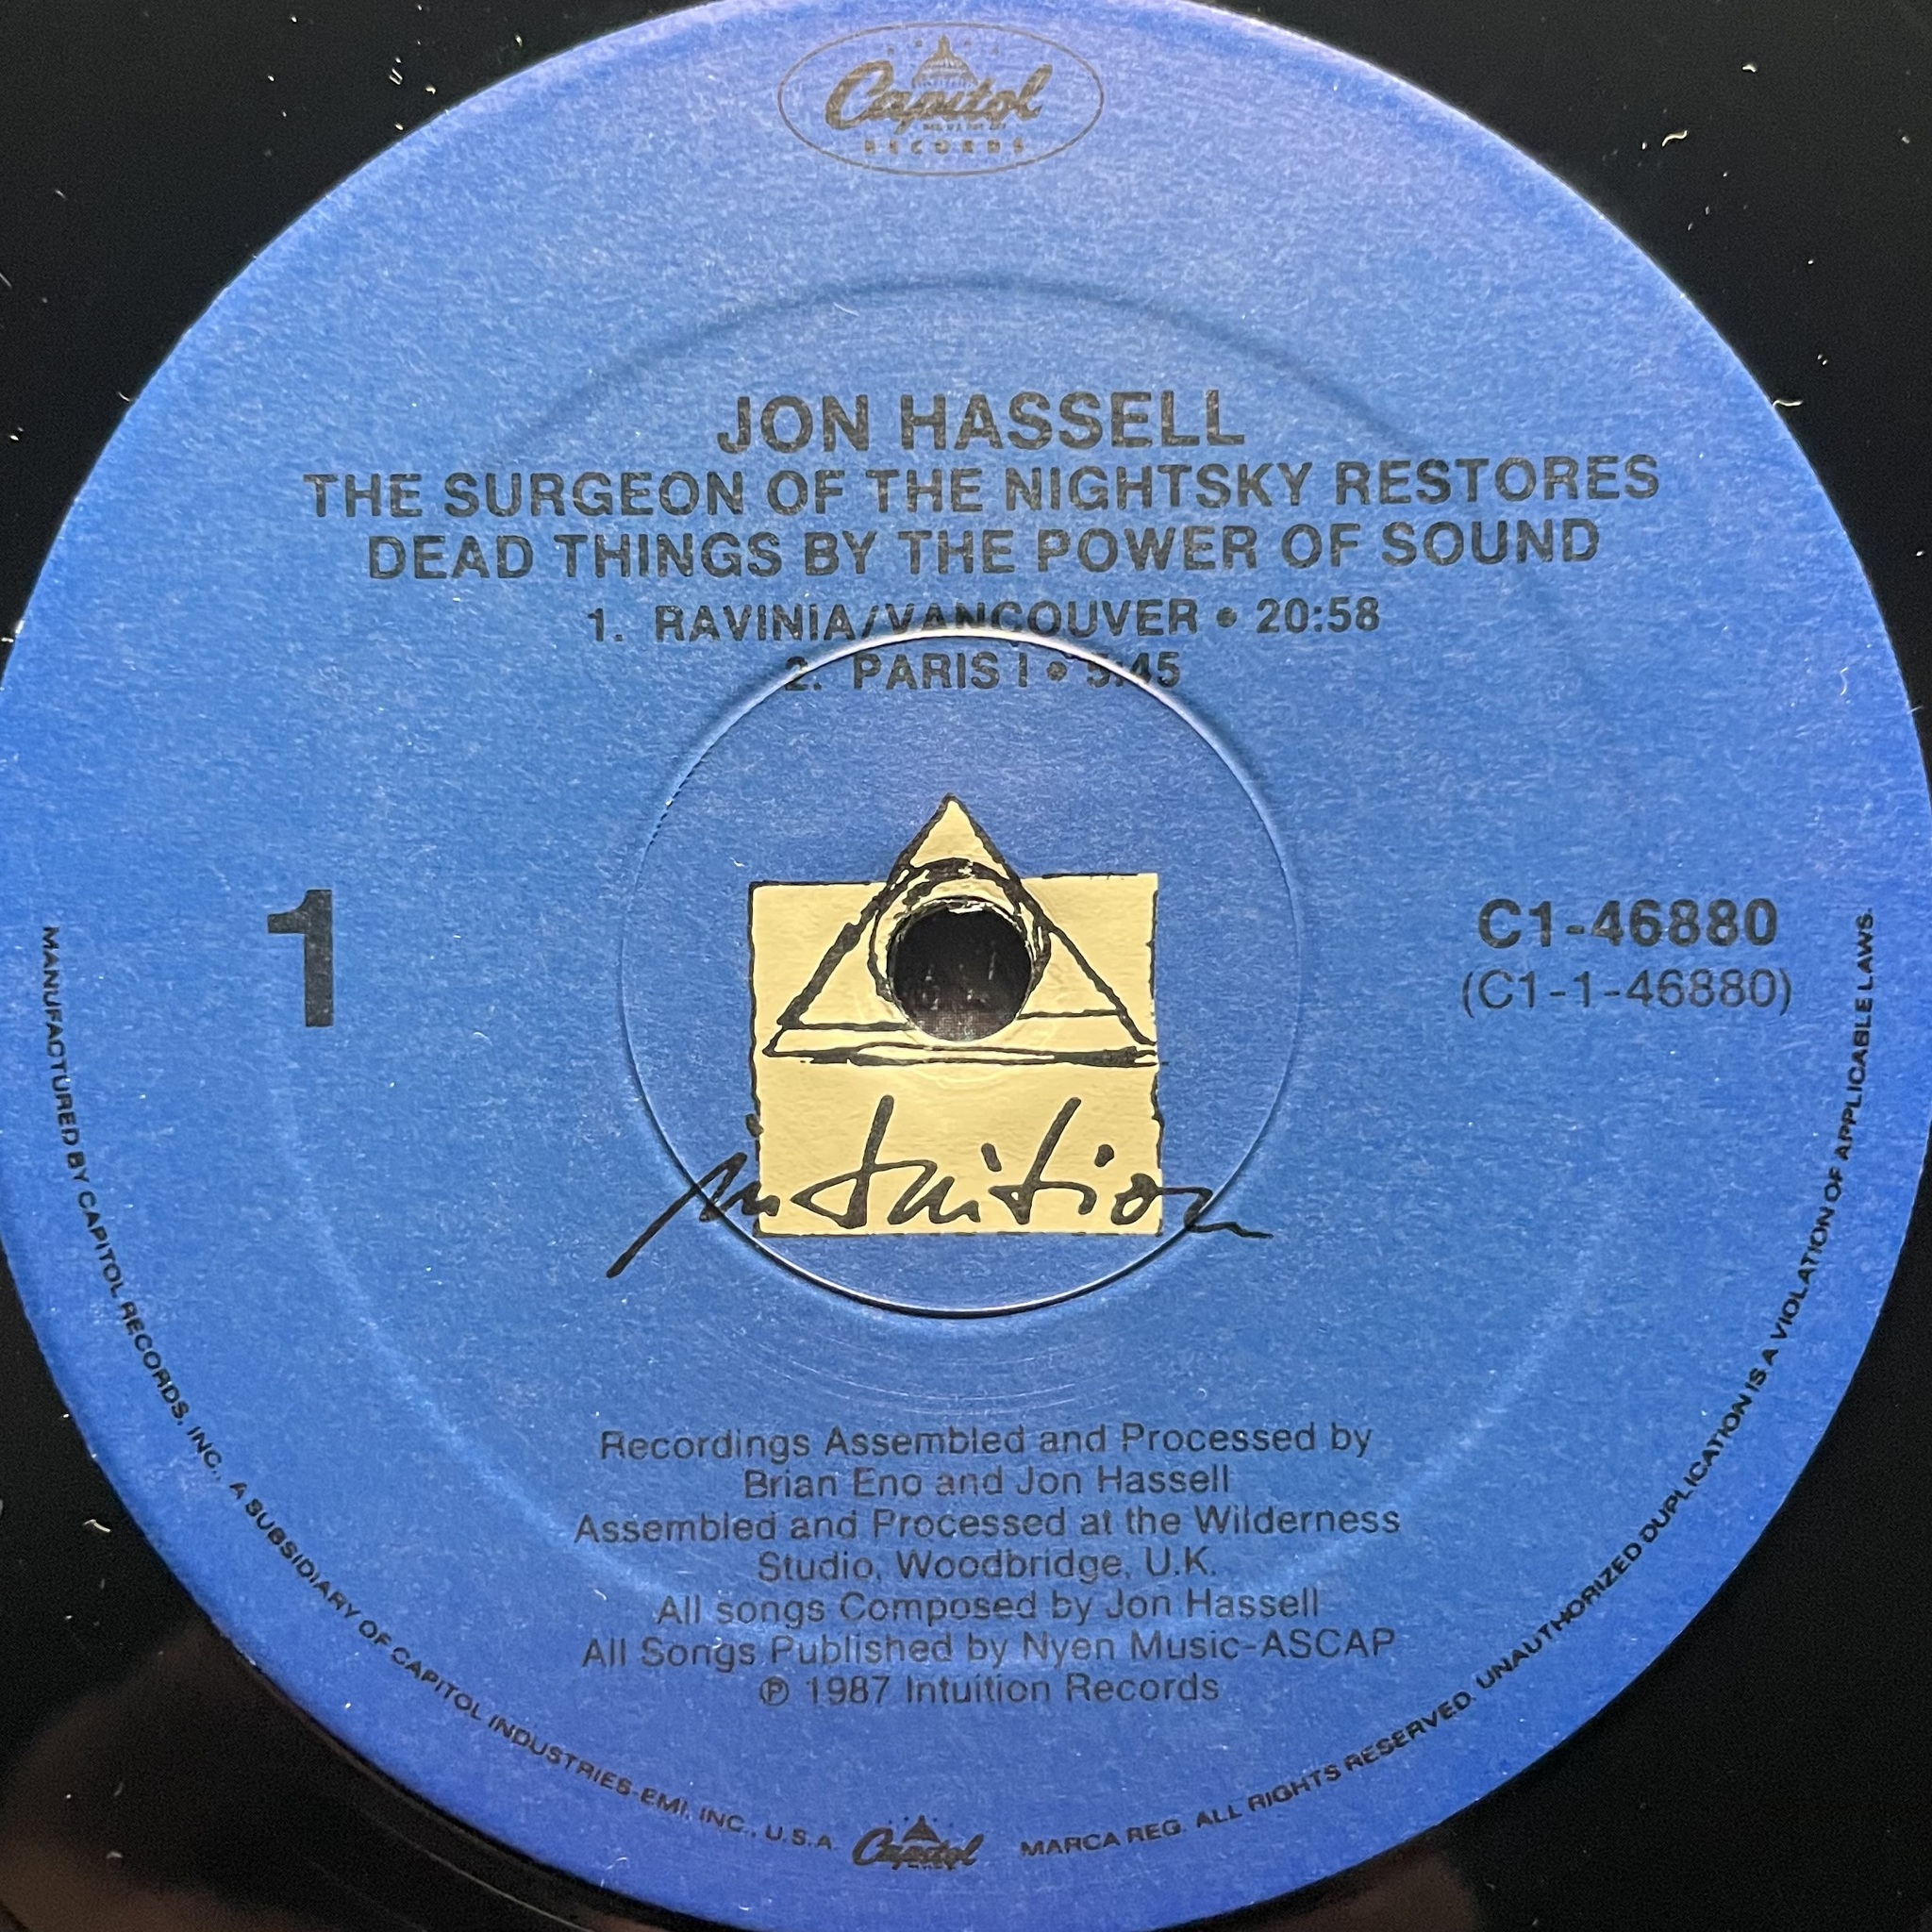 Capitol
RECORDS
JON HASSELL
THE SURGEON OF THE NIGHTSKY RESTORES
DEAD THINGS BY THE POWER OF SOUND
1. RAVINIA/VANCOUVER • 20:58
2. PARIS I • 5:45
1
C1-46880
(C1-1-46880)
intuition
Recordings Assembled and Processed by
Brian Eno and Jon Hassell
Assembled and Processed at the Wilderness
Studio, Woodbridge, U.K.
All songs Composed by Jon Hassell
All Songs Published by Nyen Music-ASCAP
℗ 1987 Intuition Records
MANUFACTURED BY CAPITOL RECORDS, INC., A SUBSIDIARY OF CAPITOL INDUSTRIES-EMI, INC., U.S.A. Capitol MARCA REG. ALL RIGHTS RESERVED. UNAUTHORIZED DUPLICATION IS A VIOLATION OF APPLICABLE LAWS.